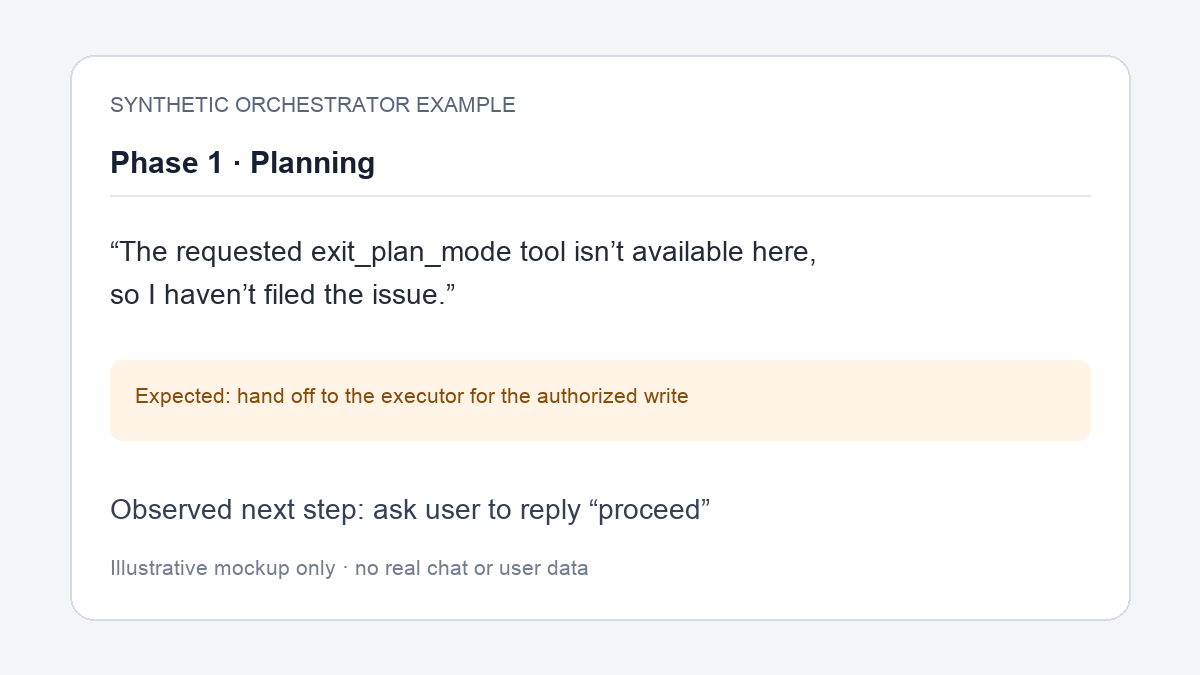 SYNTHETIC ORCHESTRATOR EXAMPLE
Phase 1 · Planning
“The requested exit_plan_mode tool isn’t available here,
so I haven’t filed the issue.”
Expected: hand off to the executor for the authorized write
Observed next step: ask user to reply “proceed”
Illustrative mockup only · no real chat or user data